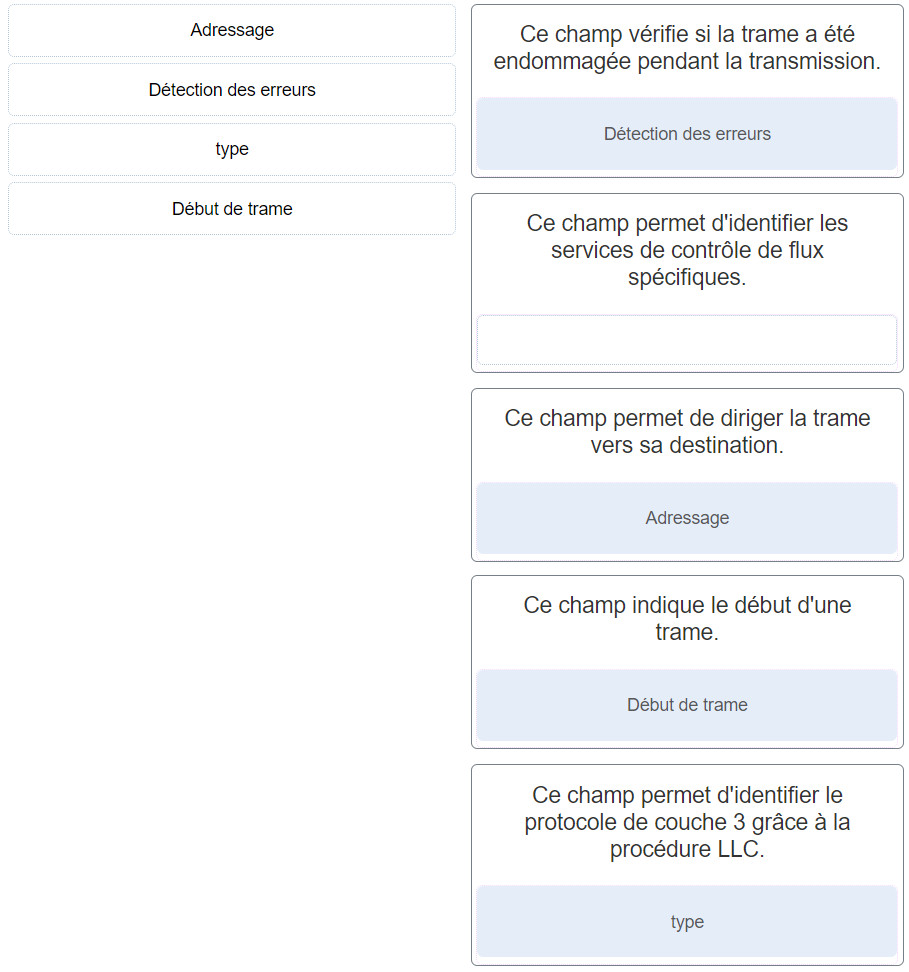 Adressage
Détection des erreurs
type
Début de trame
Ce champ vérifie si la trame a été
endommagée pendant la transmission.
Détection des erreurs
Ce champ permet d'identifier les
services de contrôle de flux
spécifiques.
Ce champ permet de diriger la trame
vers sa destination.
Adressage
Ce champ indique le début d'une
trame.
Début de trame
Ce champ permet d'identifier le
protocole de couche 3 grâce à la
procédure LLC.
type